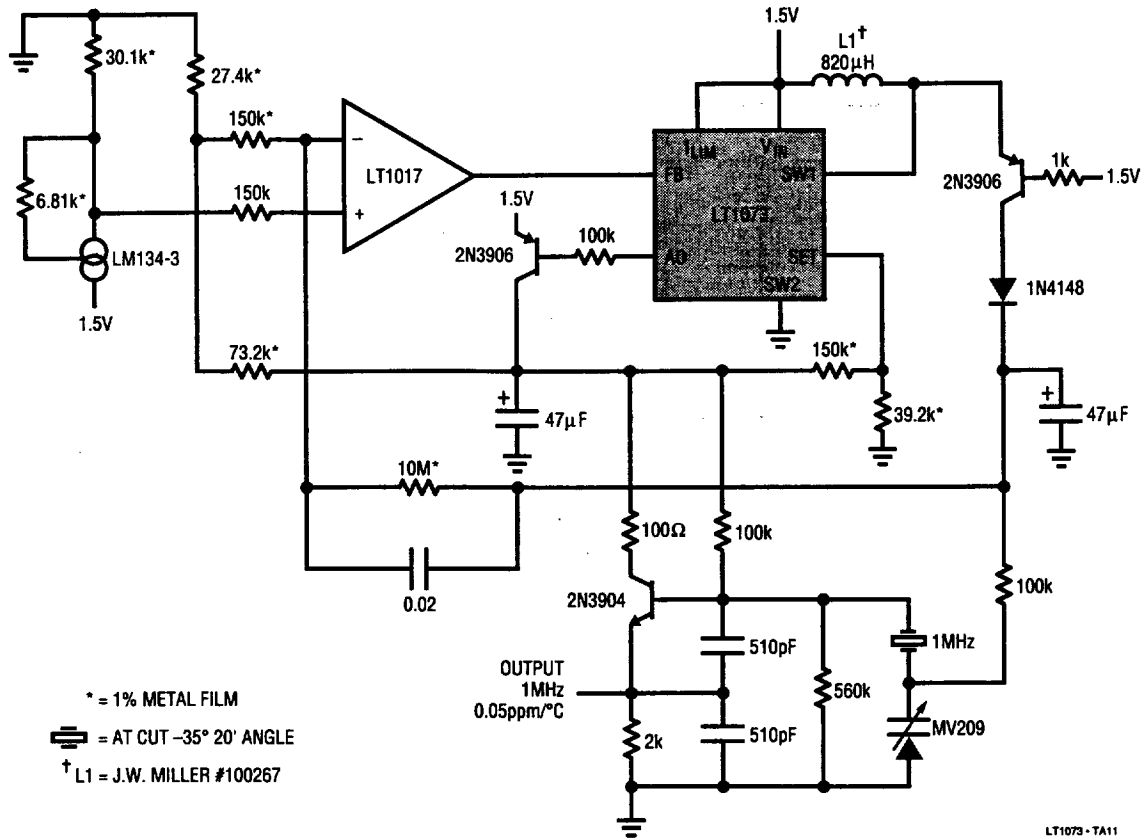 1.5V
L1†
820µH
30.1k*
27.4k*
150k*
6.81k*
150k
LM134-3
1.5V
−
+
LT1017
ILIM
VIN
FB
SW1
LT1073
AO
SET
SW2
1.5V
2N3906
100k
2N3906
1k
1.5V
1N4148
73.2k*
150k*
39.2k*
+
47µF
+
47µF
10M*
0.02
100Ω
100k
100k
2N3904
510pF
510pF
560k
1MHz
MV209
2k
OUTPUT
1MHz
0.05ppm/°C
* = 1% METAL FILM
= AT CUT –35° 20' ANGLE
† L1 = J.W. MILLER #100267
LT1073 • TA11